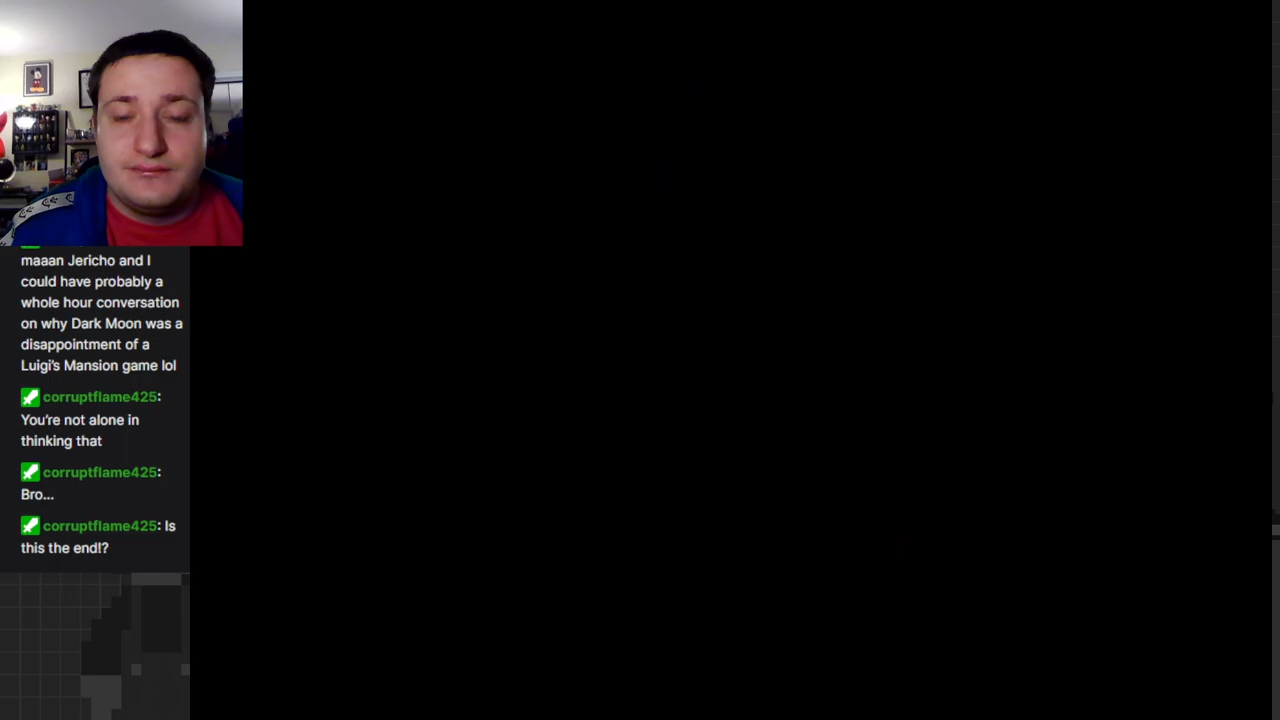 maaan Jericho and I
could have probably a
whole hour conversation
on why Dark Moon was a
disappointment of a
Luigi's Mansion game lol
corruptflame425:
You're not alone in
thinking that
corruptflame425:
Bro...
corruptflame425: Is
this the end!?